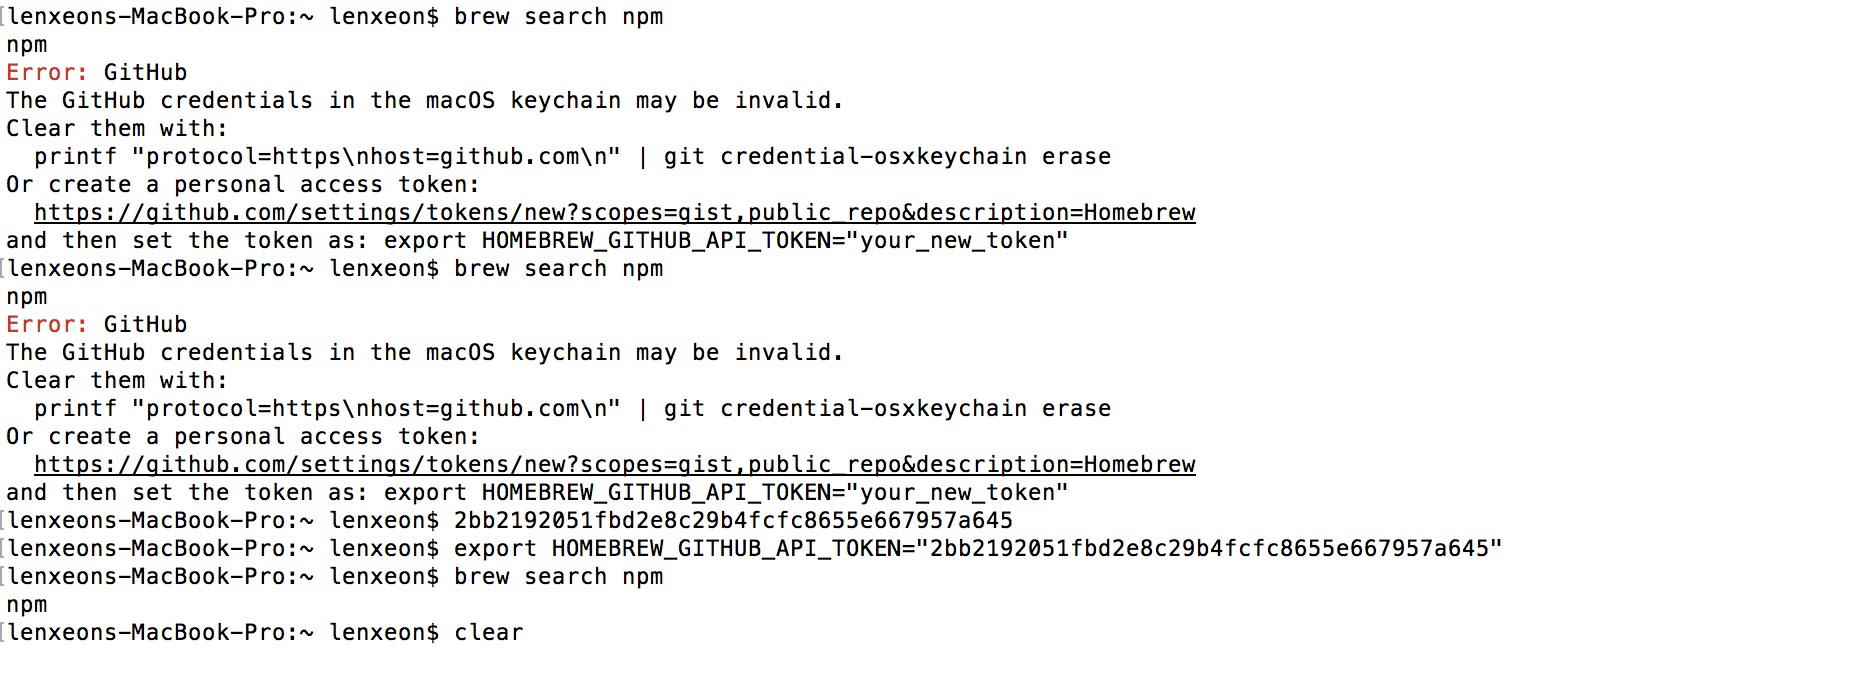 [lenxeons-MacBook-Pro:~ lenxeon$ brew search npm
npm
Error: GitHub
The GitHub credentials in the macOS keychain may be invalid.
Clear them with:
  printf "protocol=https\nhost=github.com\n" | git credential-osxkeychain erase
Or create a personal access token:
  https://github.com/settings/tokens/new?scopes=gist,public_repo&description=Homebrew
and then set the token as: export HOMEBREW_GITHUB_API_TOKEN="your_new_token"
[lenxeons-MacBook-Pro:~ lenxeon$ brew search npm
npm
Error: GitHub
The GitHub credentials in the macOS keychain may be invalid.
Clear them with:
  printf "protocol=https\nhost=github.com\n" | git credential-osxkeychain erase
Or create a personal access token:
  https://github.com/settings/tokens/new?scopes=gist,public_repo&description=Homebrew
and then set the token as: export HOMEBREW_GITHUB_API_TOKEN="your_new_token"
[lenxeons-MacBook-Pro:~ lenxeon$ 2bb2192051fbd2e8c29b4fcfc8655e667957a645
[lenxeons-MacBook-Pro:~ lenxeon$ export HOMEBREW_GITHUB_API_TOKEN="2bb2192051fbd2e8c29b4fcfc8655e667957a645"
[lenxeons-MacBook-Pro:~ lenxeon$ brew search npm
npm
[lenxeons-MacBook-Pro:~ lenxeon$ clear